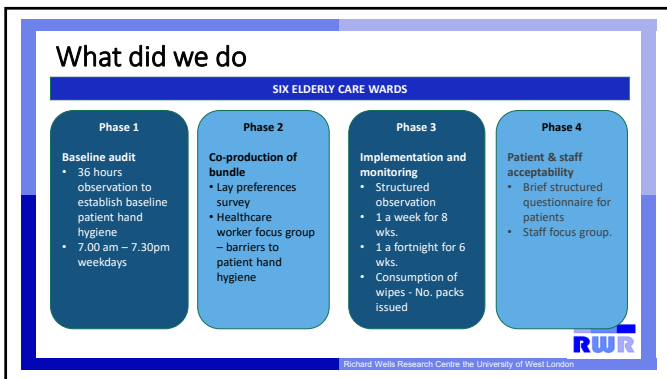 What did we do
SIX ELDERLY CARE WARDS
Phase 1
Baseline audit
• 36 hours
observation to
establish baseline
patient hand
hygiene
• 7.00 am – 7.30pm
weekdays
Phase 2
Co-production of
bundle
• Lay preferences
survey
• Healthcare
worker focus group
– barriers to
patient hand
hygiene
Phase 3
Implementation and
monitoring
• Structured
observation
• 1 a week for 8
wks.
• 1 a fortnight for 6
wks.
• Consumption of
wipes - No. packs
issued
Phase 4
Patient & staff
acceptability
• Brief structured
questionnaire for
patients
• Staff focus group.
RWR
Richard Wells Research Centre the University of West London